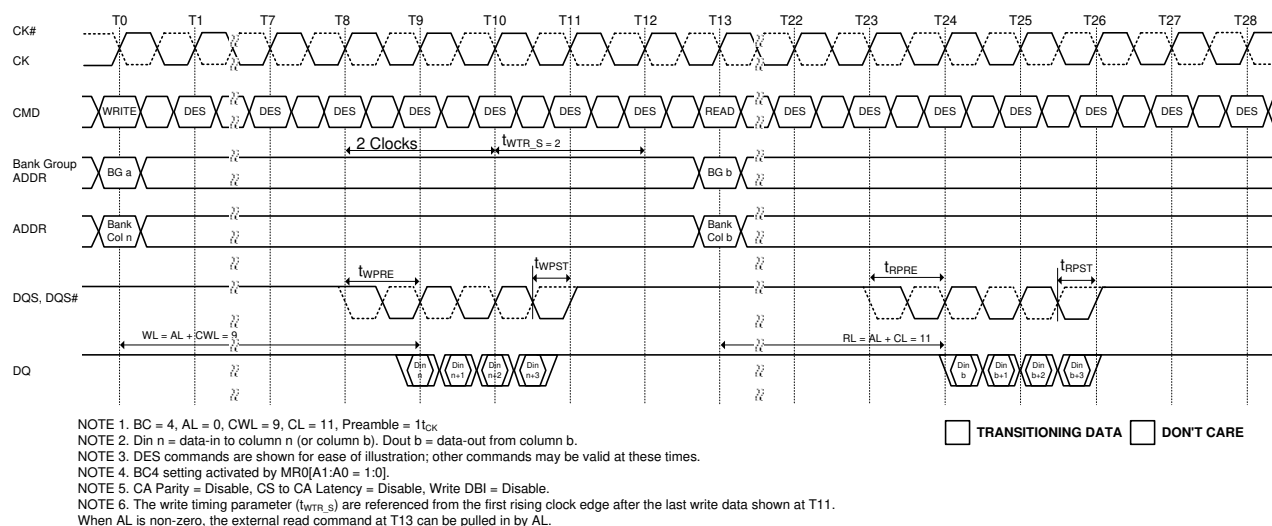 T0 T1 T7 T8 T9 T10 T11 T12 T13 T22 T23 T24 T25 T26 T27 T28
CK#
CK
CMD WRITE DES DES DES DES DES DES DES READ DES DES DES DES DES DES DES
2 Clocks tWTR_S = 2
Bank Group
ADDR
BG a BG b
ADDR
Bank
Col n
Bank
Col b
tWPRE tWPST tRPRE tRPST
DQS, DQS#
WL = AL + CWL = 9 RL = AL + CL = 11
DQ
Din
n
Din
n+1
Din
n+2
Din
n+3
Din
b
Din
b+1
Din
b+2
Din
b+3
NOTE 1. BC = 4, AL = 0, CWL = 9, CL = 11, Preamble = 1tCK
NOTE 2. Din n = data-in to column n (or column b). Dout b = data-out from column b.
NOTE 3. DES commands are shown for ease of illustration; other commands may be valid at these times.
NOTE 4. BC4 setting activated by MR0[A1:A0 = 1:0].
NOTE 5. CA Parity = Disable, CS to CA Latency = Disable, Write DBI = Disable.
NOTE 6. The write timing parameter (tWTR_S) are referenced from the first rising clock edge after the last write data shown at T11.
When AL is non-zero, the external read command at T13 can be pulled in by AL.
TRANSITIONING DATA DON'T CARE